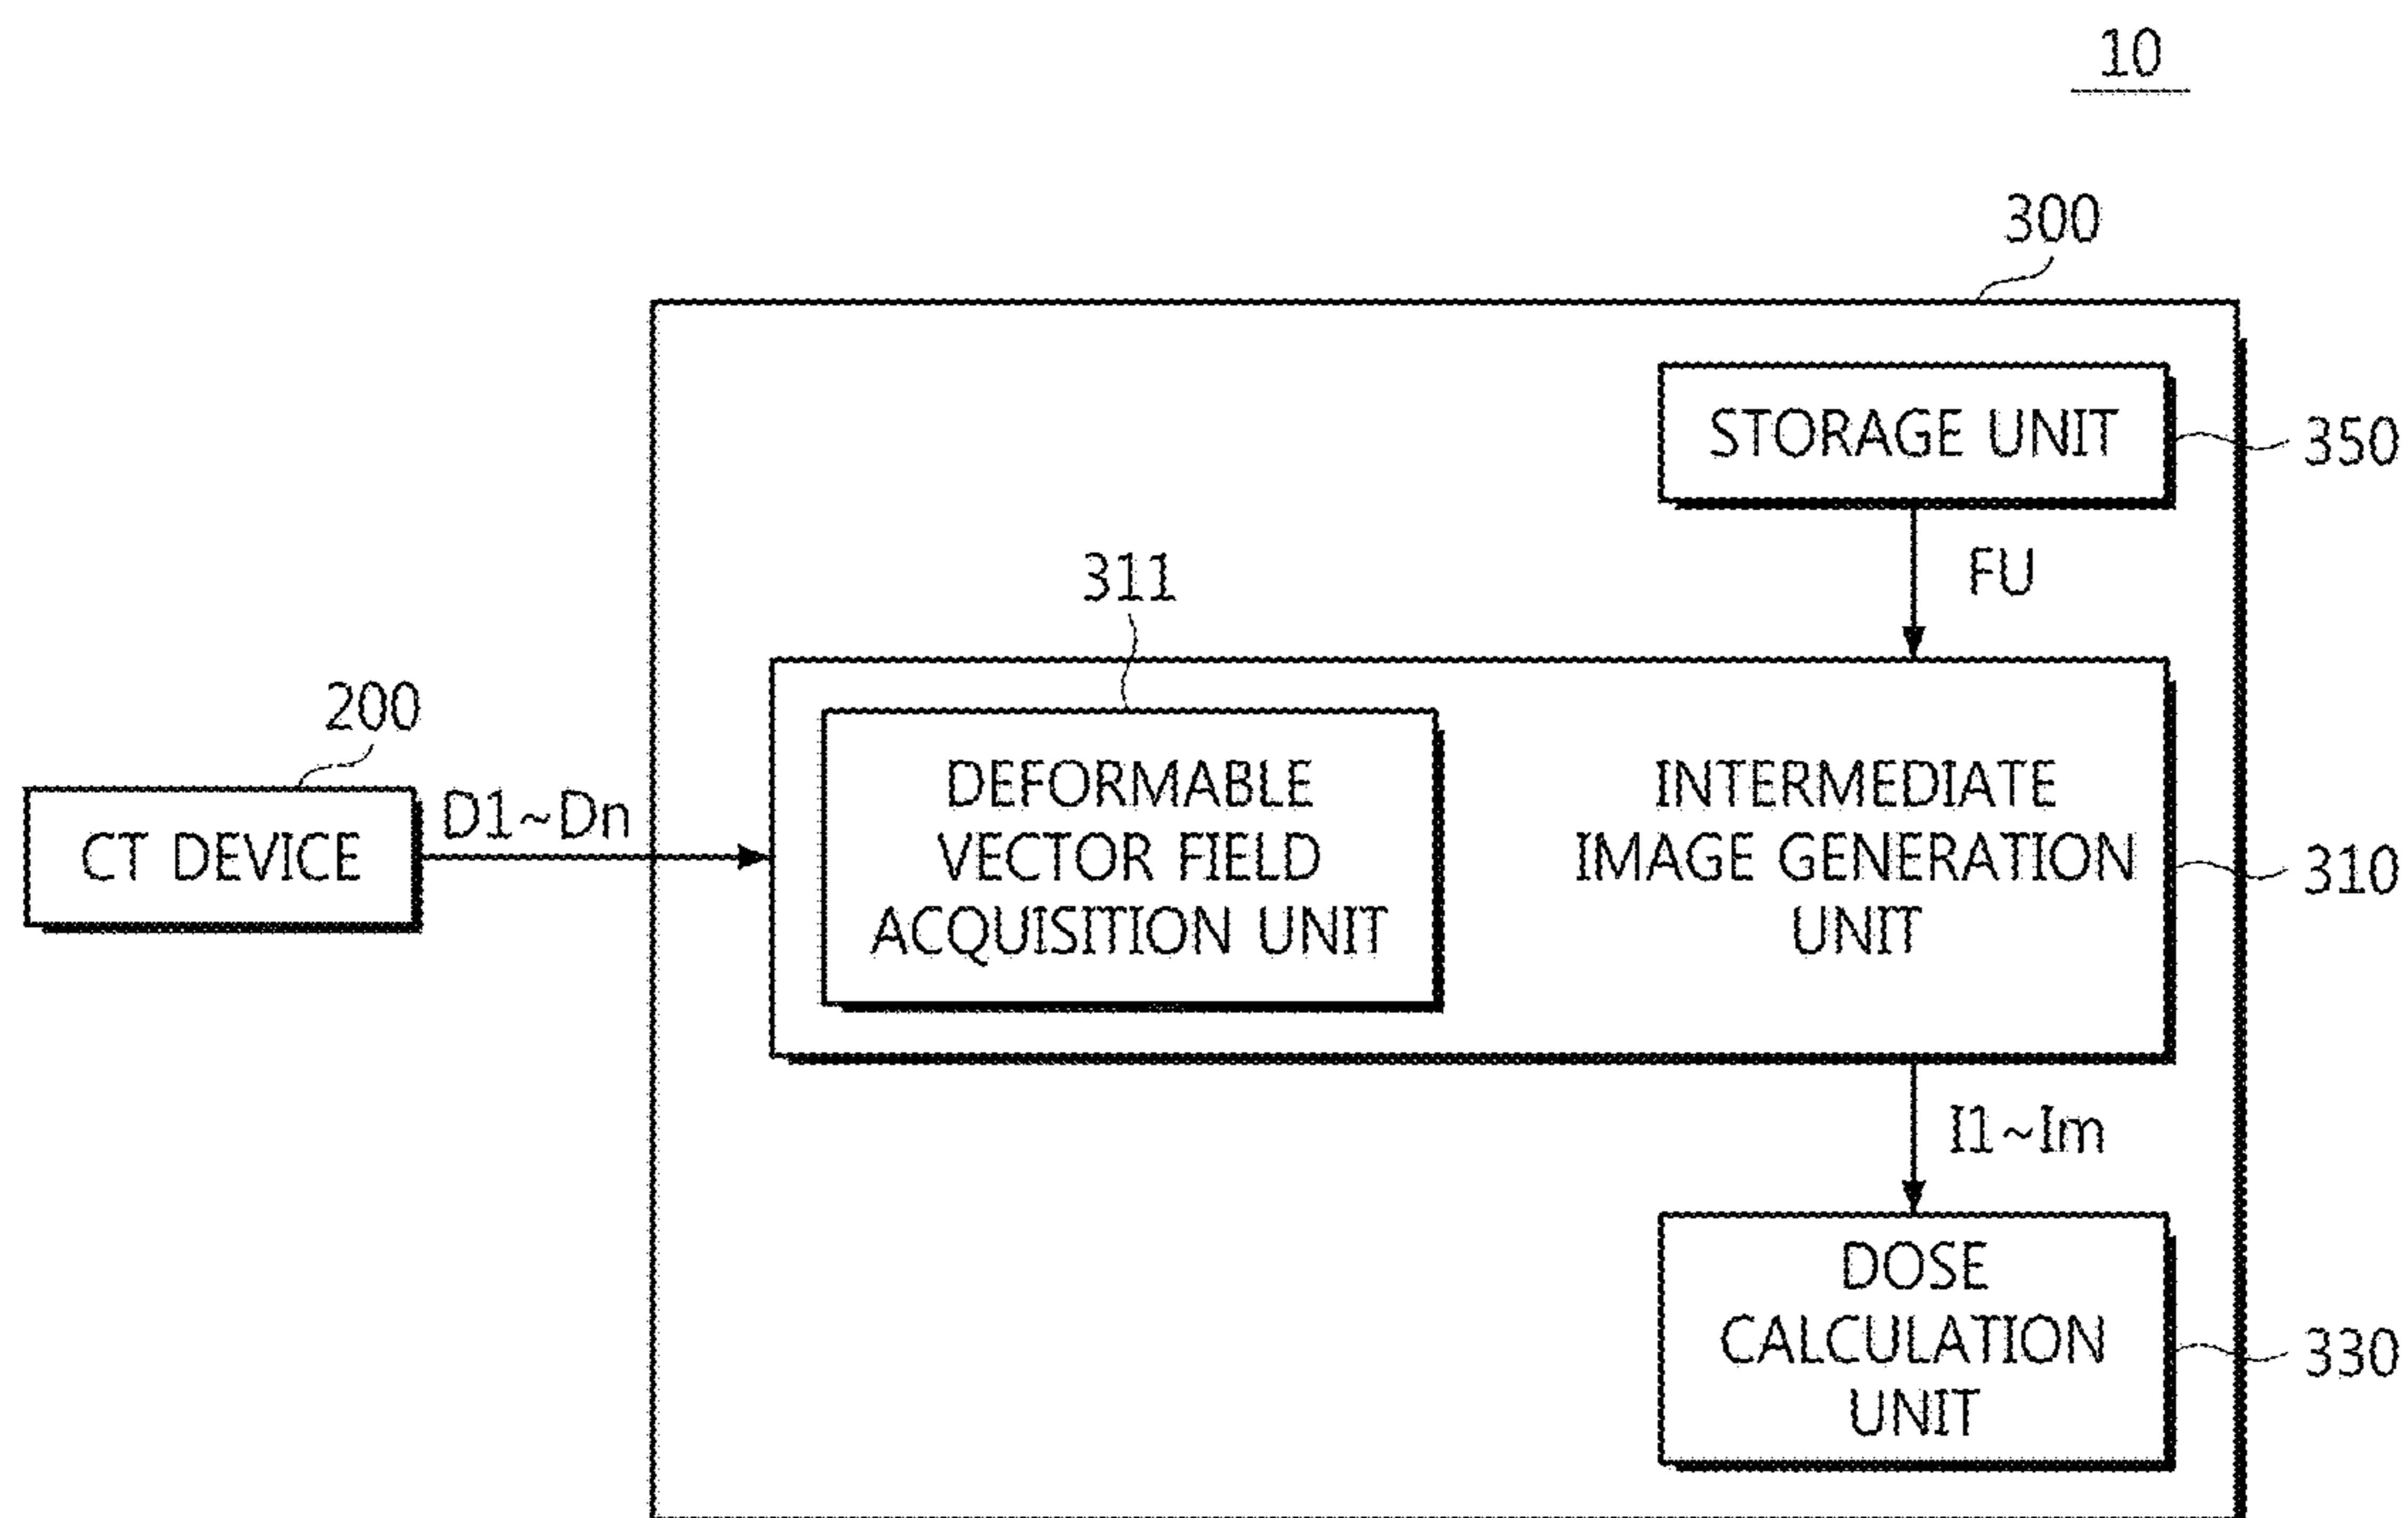 10
300
STORAGE UNIT
350
FU
311
200
CT DEVICE
D1~Dn
DEFORMABLE
VECTOR FIELD
ACQUISITION UNIT
INTERMEDIATE
IMAGE GENERATION
UNIT
310
I1~Im
DOSE
CALCULATION
UNIT
330